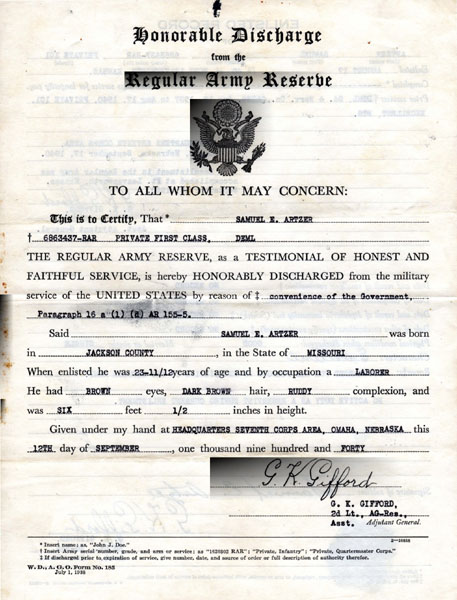 Honorable Discharge
from the
Regular Army Reserve
TO ALL WHOM IT MAY CONCERN:
This is to Certify, That * SAMUEL E. ARTZER
† 6863437-RAR PRIVATE FIRST CLASS, DEML
THE REGULAR ARMY RESERVE, as a TESTIMONIAL OF HONEST AND
FAITHFUL SERVICE, is hereby HONORABLY DISCHARGED from the military
service of the UNITED STATES by reason of ‡ convenience of the Government,
Paragraph 16 a (1) (a) AR 155-5.
Said SAMUEL E. ARTZER was born
in JACKSON COUNTY, in the State of MISSOURI
When enlisted he was 23-11/12 years of age and by occupation a LABORER
He had BROWN eyes, DARK BROWN hair, RUDDY complexion, and
was SIX feet 1/2 inches in height.
Given under my hand at HEADQUARTERS SEVENTH CORPS AREA, OMAHA, NEBRASKA this
12TH day of SEPTEMBER, one thousand nine hundred and FORTY
G. K. Gifford
G. K. GIFFORD,
2d Lt., AG-Res.,
Asst. Adjutant General.
* Insert name; as, "John J. Doe."
† Insert Army serial number, grade, and arm or service; as "1620302 RAR"; "Private, Infantry"; "Private, Quartermaster Corps."
‡ If discharged prior to expiration of service, give number, date, and source of order or full description of authority therefor.
W. D., A. G. O. Form No. 185
July 1, 1938